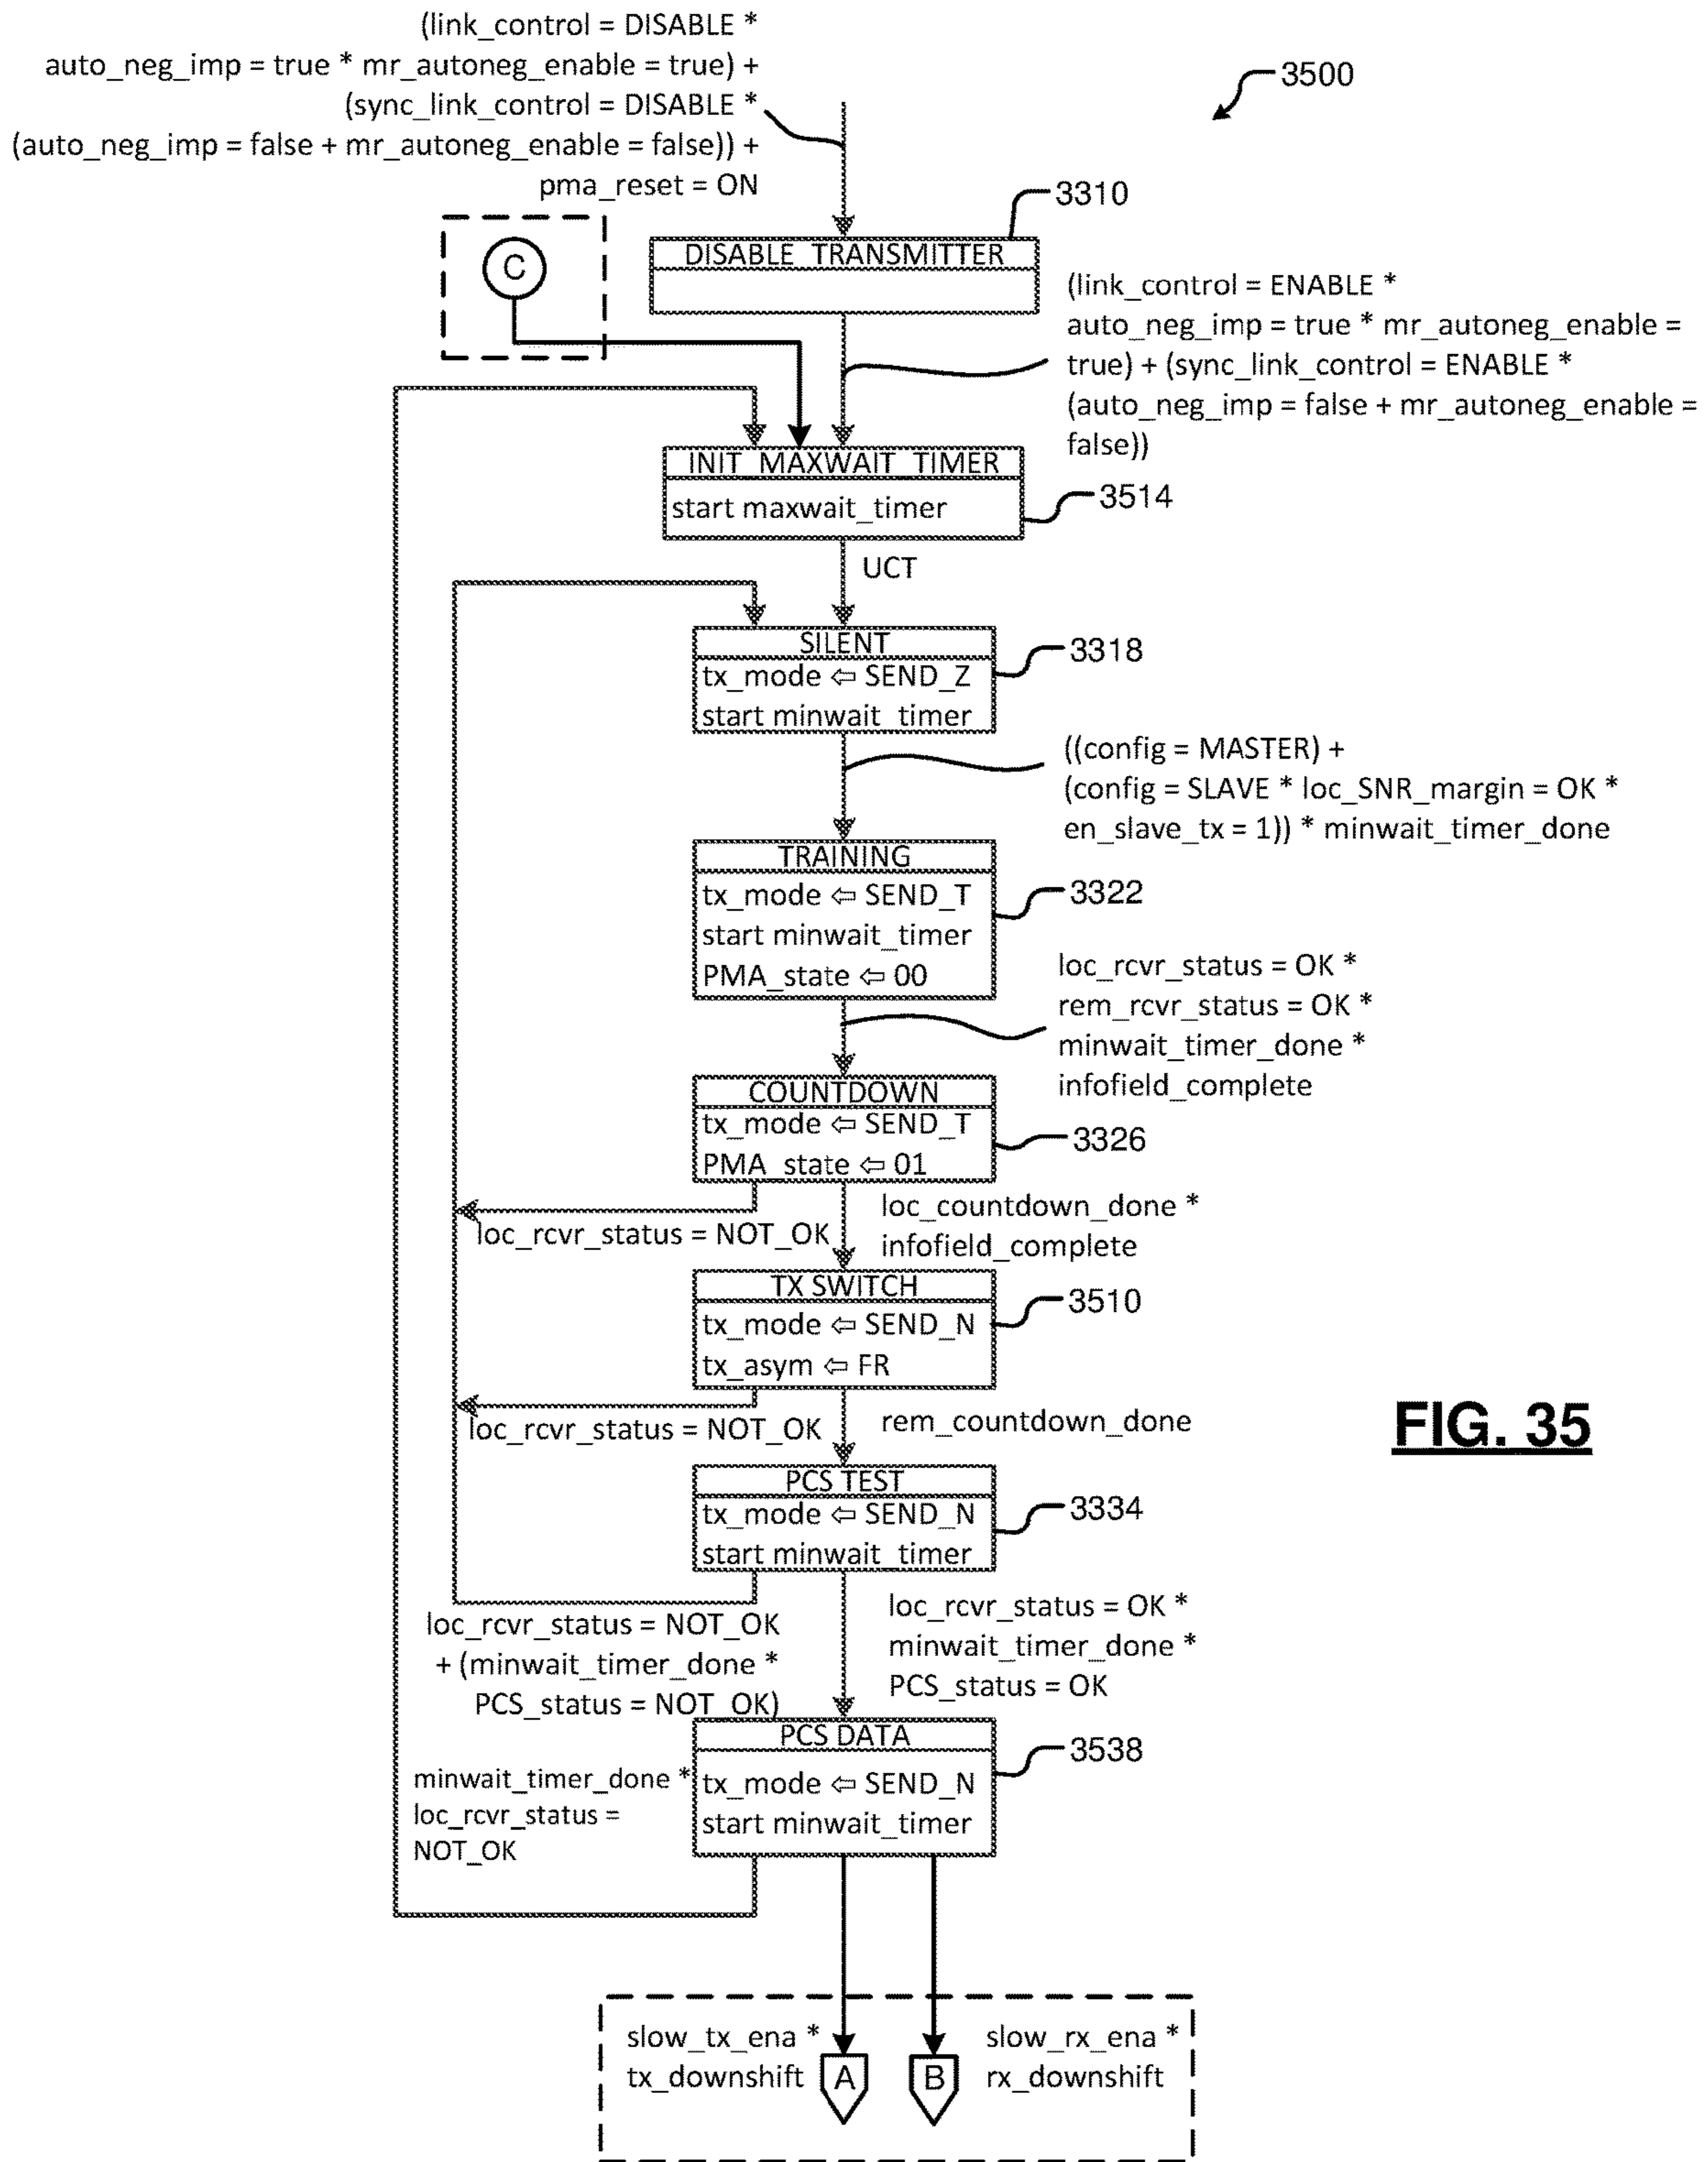 (link_control = DISABLE *
auto_neg_imp = true * mr_autoneg_enable = true) +
(sync_link_control = DISABLE *
(auto_neg_imp = false + mr_autoneg_enable = false)) +
pma_reset = ON
3500
3310
DISABLE_TRANSMITTER
C
(link_control = ENABLE *
auto_neg_imp = true * mr_autoneg_enable =
true) + (sync_link_control = ENABLE *
(auto_neg_imp = false + mr_autoneg_enable =
false))
INIT_MAXWAIT_TIMER
start maxwait_timer
3514
UCT
SILENT
tx_mode ⇦ SEND_Z
start minwait_timer
3318
((config = MASTER) +
(config = SLAVE * loc_SNR_margin = OK *
en_slave_tx = 1)) * minwait_timer_done
TRAINING
tx_mode ⇦ SEND_T
start minwait_timer
PMA_state ⇦ 00
3322
loc_rcvr_status = OK *
rem_rcvr_status = OK *
minwait_timer_done *
infofield_complete
COUNTDOWN
tx_mode ⇦ SEND_T
PMA_state ⇦ 01
3326
loc_rcvr_status = NOT_OK
loc_countdown_done *
infofield_complete
TX SWITCH
tx_mode ⇦ SEND_N
tx_asym ⇦ FR
3510
loc_rcvr_status = NOT_OK
rem_countdown_done
FIG. 35
PCS TEST
tx_mode ⇦ SEND_N
start minwait_timer
3334
loc_rcvr_status = NOT_OK
+ (minwait_timer_done *
PCS_status = NOT_OK)
loc_rcvr_status = OK *
minwait_timer_done *
PCS_status = OK
PCS DATA
tx_mode ⇦ SEND_N
start minwait_timer
3538
minwait_timer_done *
loc_rcvr_status =
NOT_OK
slow_tx_ena *
tx_downshift
A
B
slow_rx_ena *
rx_downshift